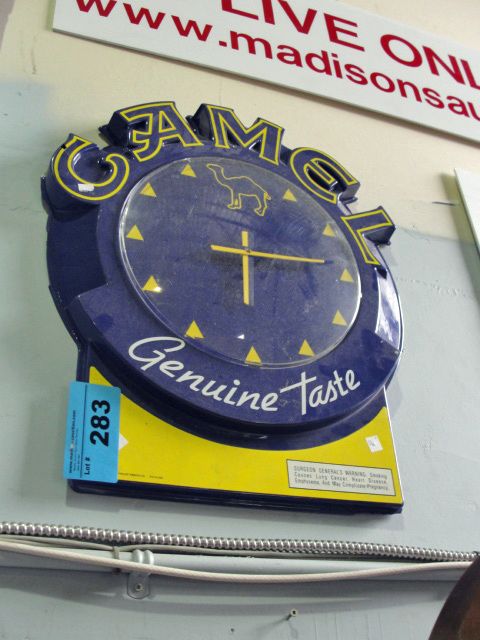 LIVE ONL
www.madisonsau
CAMEL
Genuine Taste
Lot # 283
SURGEON GENERAL'S WARNING: Smoking
Causes Lung Cancer, Heart Disease,
Emphysema, And May Complicate Pregnancy.